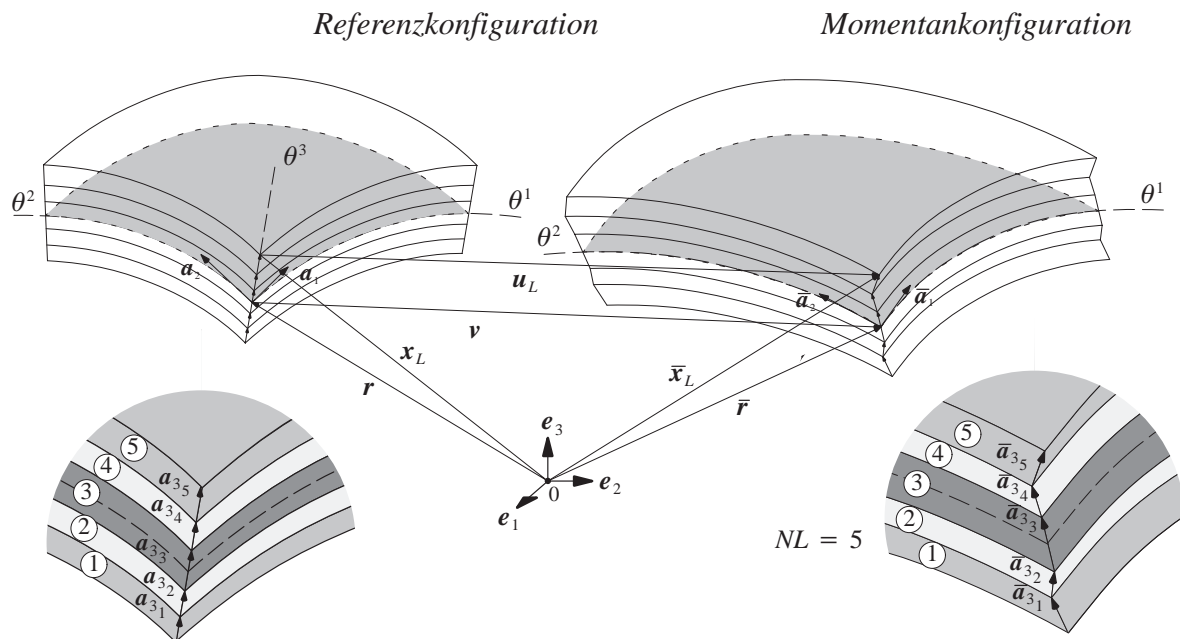 Referenzkonfiguration
Momentankonfiguration
θ³
θ²
θ¹
a₂
a₁
u_L
v
x_L
r
θ²
θ¹
ā₂
ā₁
x̄_L
r̄
e₃
e₂
e₁
0
5
4
3
2
1
a₃₅
a₃₄
a₃₃
a₃₂
a₃₁
NL = 5
5
4
3
2
1
ā₃₅
ā₃₄
ā₃₃
ā₃₂
ā₃₁